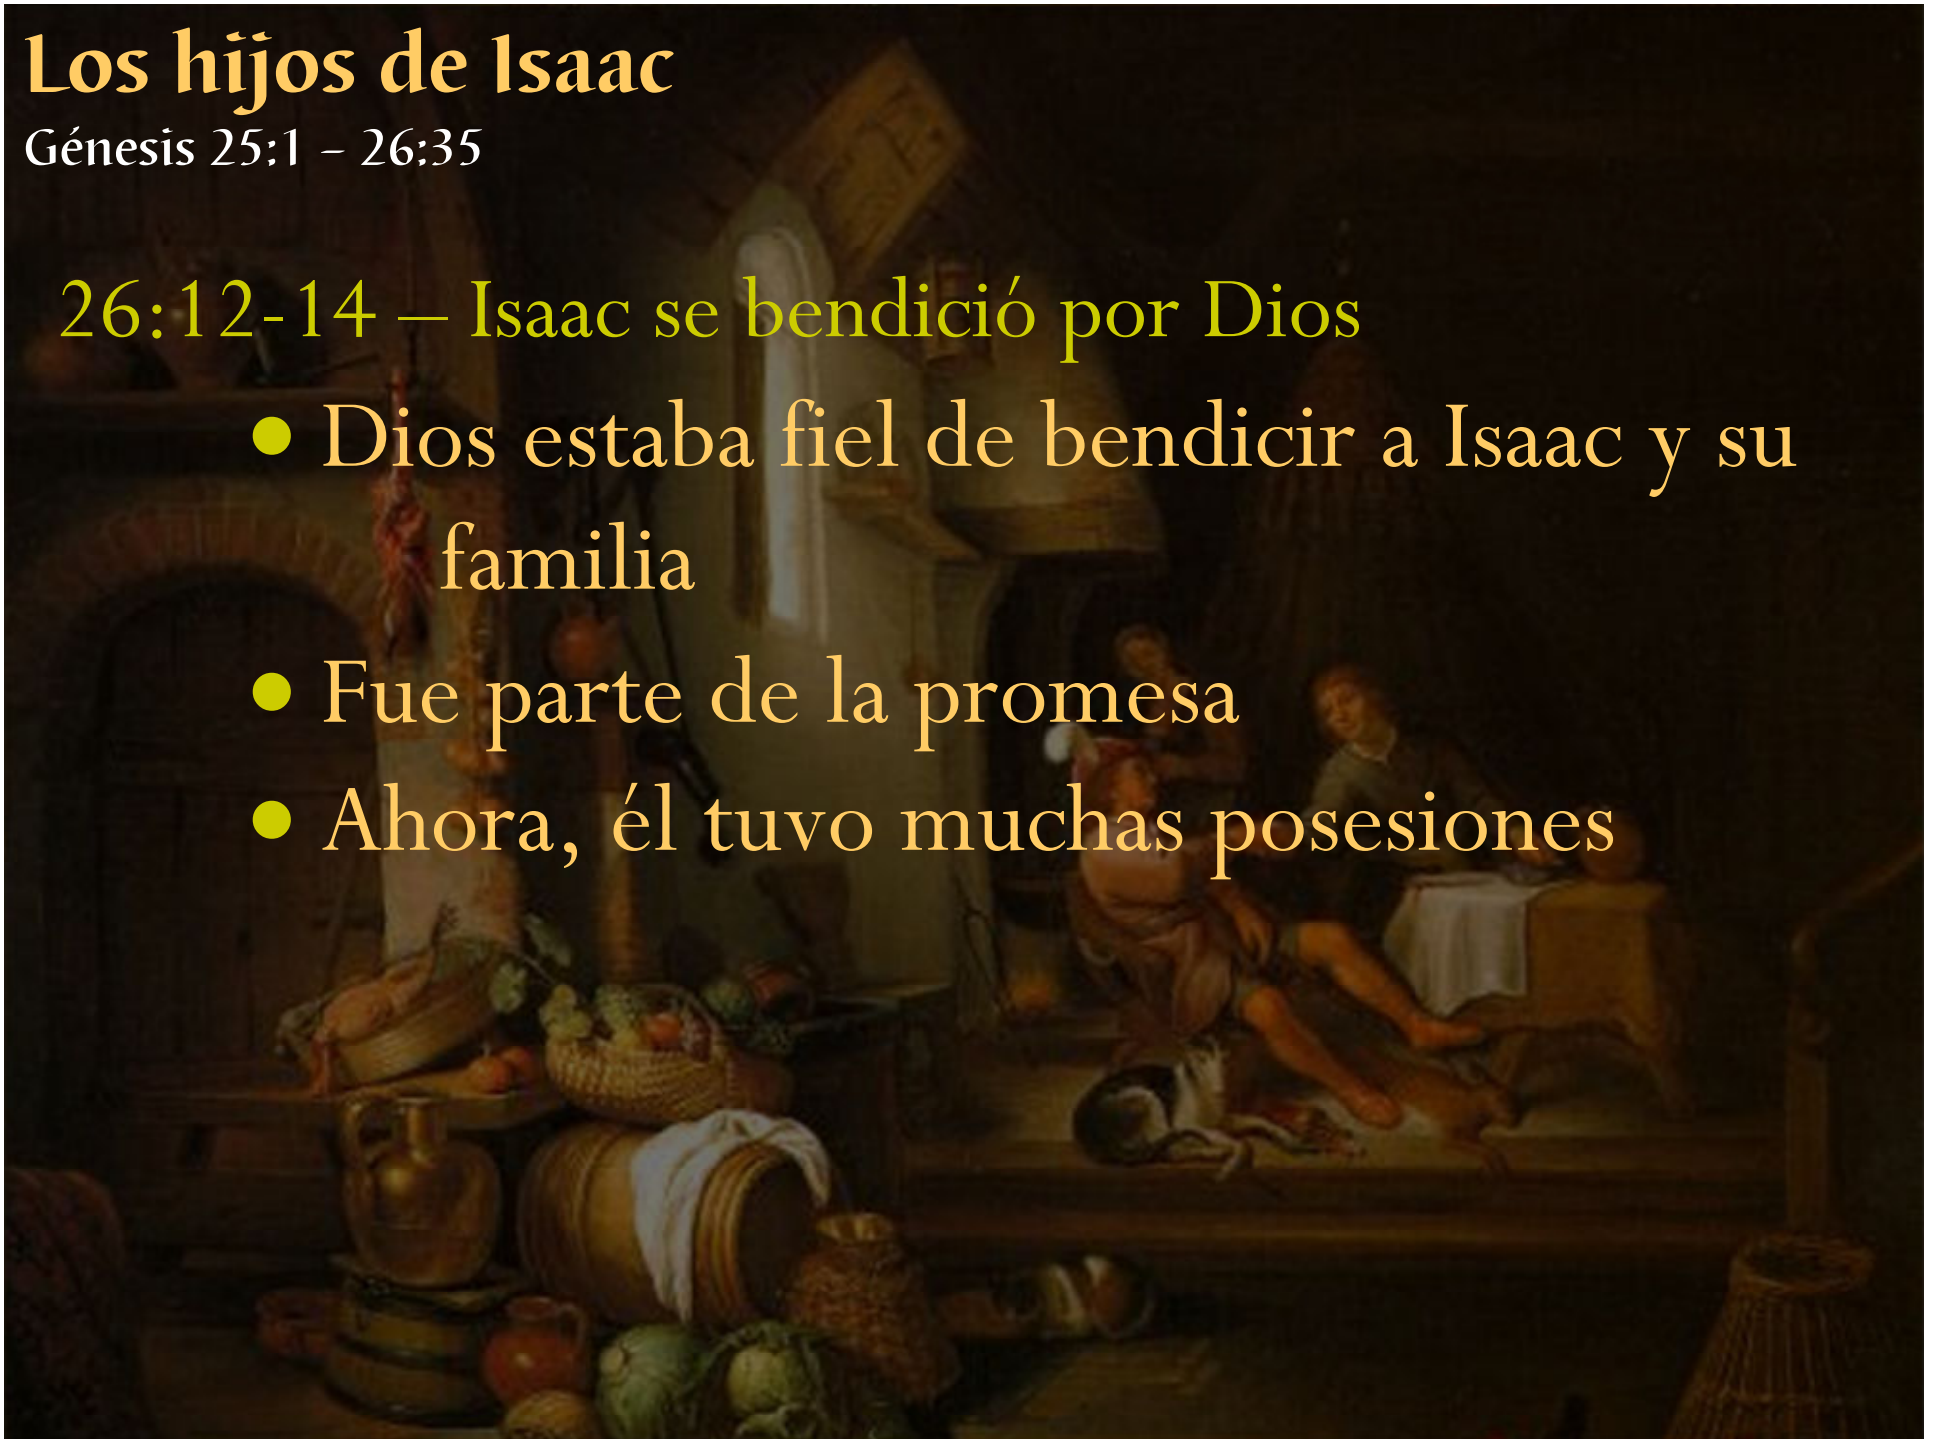 Los hijos de Isaac
Génesis 25:1 – 26:35
26:12-14 – Isaac se bendició por Dios
● Dios estaba fiel de bendicir a Isaac y su
familia
● Fue parte de la promesa
● Ahora, él tuvo muchas posesiones